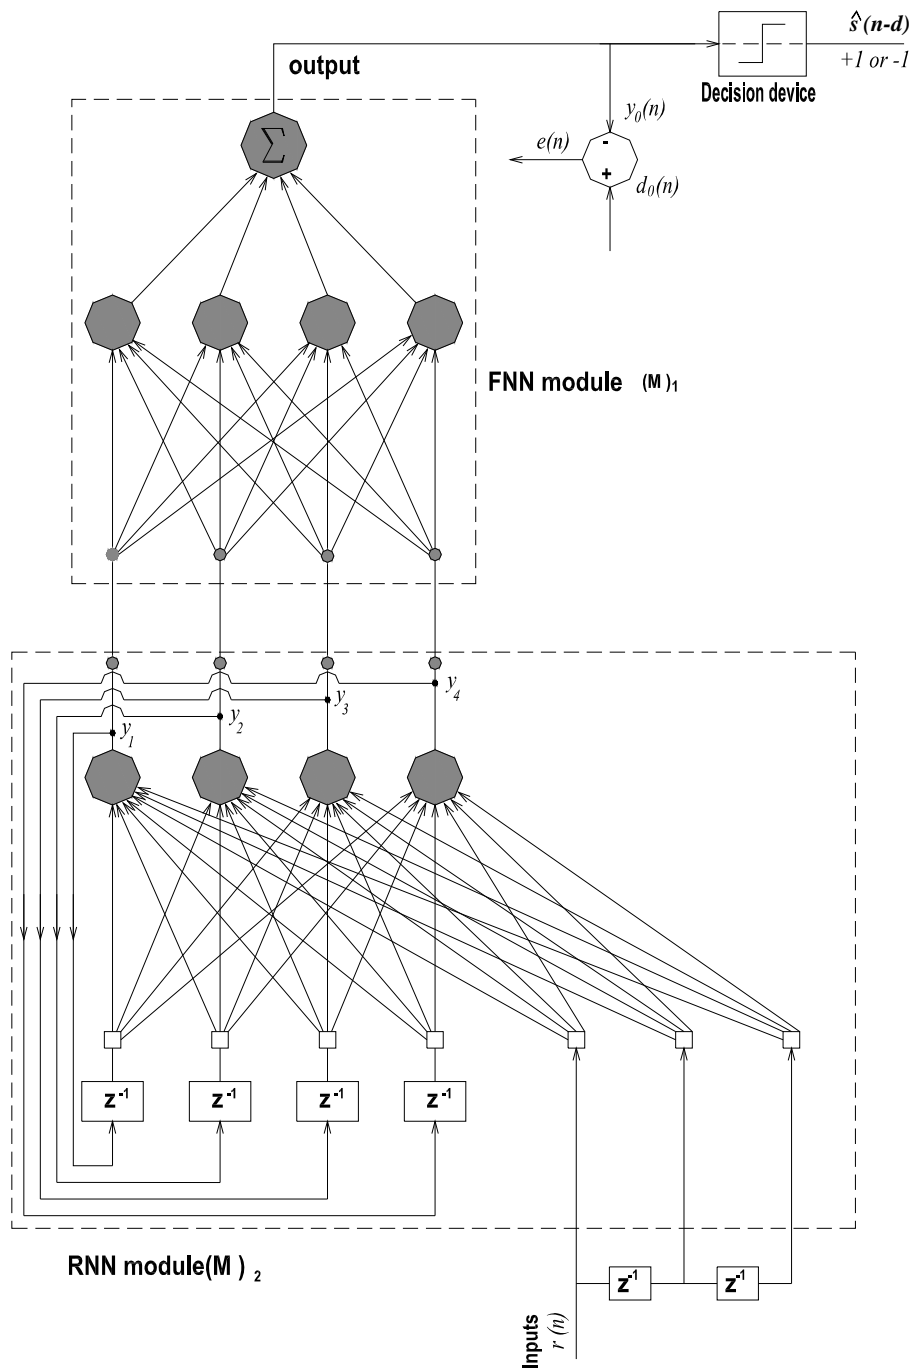 ŝ(n-d)
output
+1 or -1
Decision device
y₀(n)
e(n)
-
+
d₀(n)
Σ
FNN module (M)₁
y₄
y₃
y₂
y₁
z⁻¹ z⁻¹ z⁻¹ z⁻¹
RNN module(M)₂
z⁻¹ z⁻¹
Inputs
r(n)